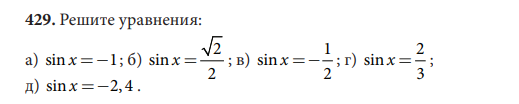 429. Решите уравнения:
а) sin x = −1; б) sin x = √2/2; в) sin x = −1/2; г) sin x = 2/3;
д) sin x = −2,4.